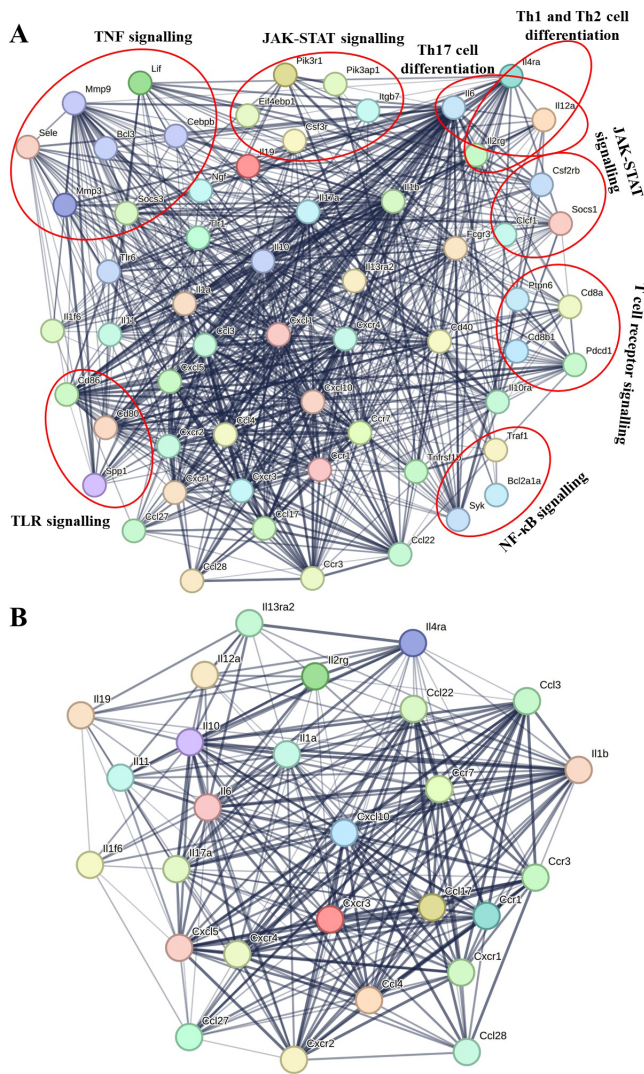 A
TNF signalling
JAK-STAT signalling
Th17 cell
differentiation
Th1 and Th2 cell
differentiation
Lif
Pik3r1
Pik3ap1
Il4ra
Mmp9
Eif4ebp1
Itgb7
Il6
Il12a
Sele
Bcl3
Cebpb
Csf3r
Il2rg
JAK-STAT
signalling
Il19
Csf2rb
Mmp3
Socs3
Ngf
Il17a
Il1b
Socs1
Tlr1
Fcgr3
Clcf1
Tlr6
Il10
Il13ra2
Il1a
Ptpn6
Cd8a
Il1f6
Il11
Ccl3
Cxcl1
Cxcr4
Cd40
Cd8b1
Pdcd1
T cell receptor signalling
Cd86
Cxcl5
Cxcl10
Il10ra
Cd80
Cxcr2
Ccl4
Ccr7
Traf1
Spp1
Cxcr1
Cxcr3
Ccr1
Tnfrsf1b
Bcl2a1a
TLR signalling
Syk
NF-κB signalling
Ccl27
Ccl17
Ccl22
Ccl28
Ccr3
B
Il13ra2
Il4ra
Il12a
Il2rg
Il19
Ccl22
Ccl3
Il10
Il1a
Il11
Il1b
Il6
Ccr7
Cxcl10
Il1f6
Il17a
Ccr3
Cxcr3
Ccl17
Ccr1
Cxcl5
Cxcr4
Cxcr1
Ccl4
Ccl27
Cxcr2
Ccl28